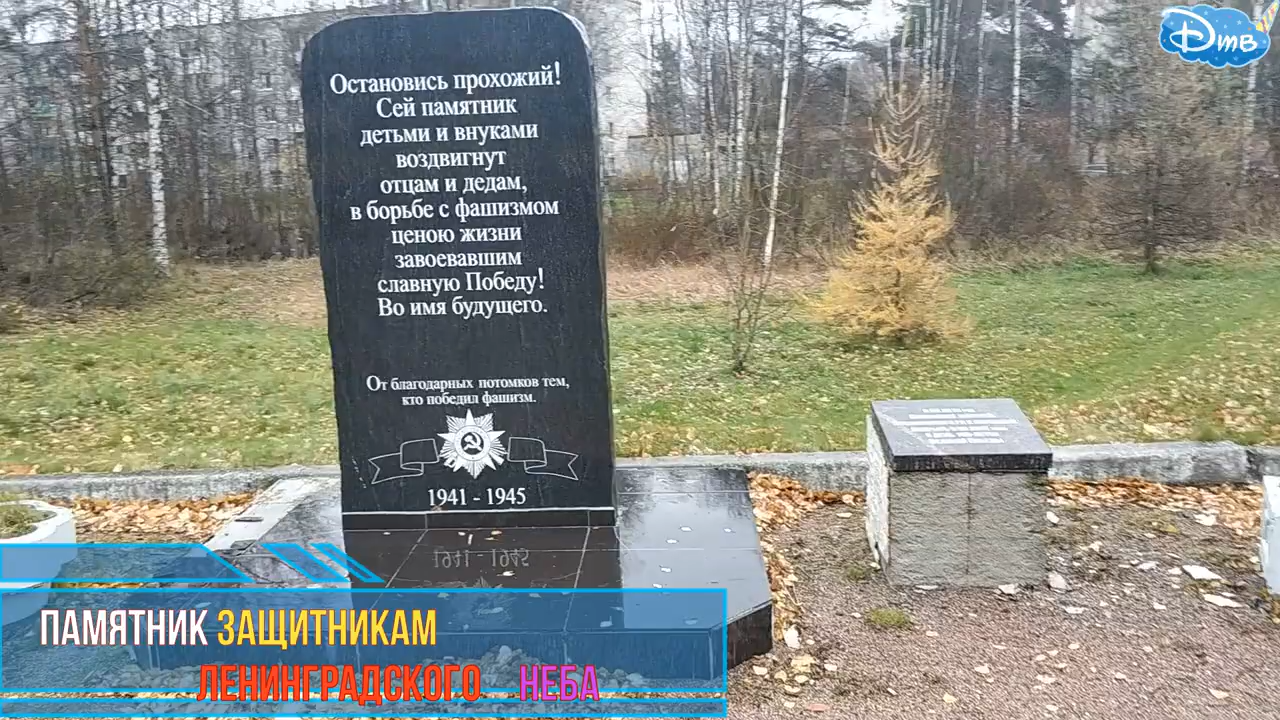 Dтв
Остановись прохожий!
Сей памятник
детьми и внуками
воздвигнут
отцам и дедам,
в борьбе с фашизмом
ценою жизни
завоевавшим
славную Победу!
Во имя будущего.
От благодарных потомков тем,
кто победил фашизм.
1941 - 1945
ПАМЯТНИК ЗАЩИТНИКАМ
ЛЕНИНГРАДСКОГО НЕБА